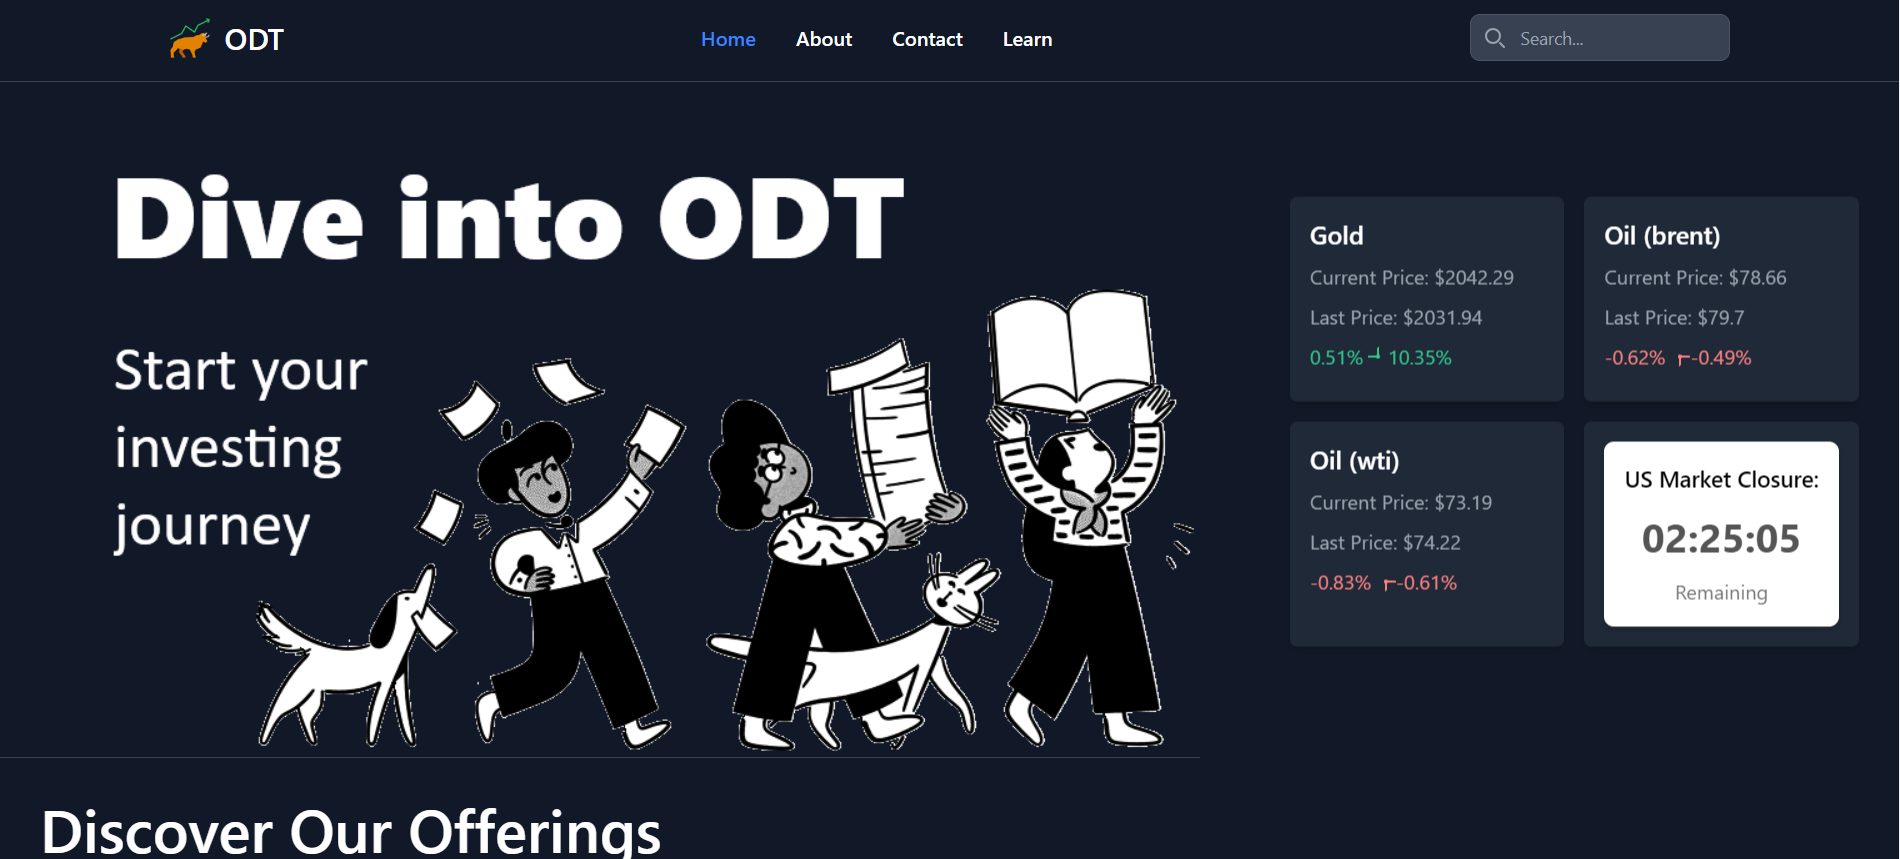 ODT
Home About Contact Learn
Search...
Dive into ODT
Start your
investing
journey
Gold
Current Price: $2042.29
Last Price: $2031.94
0.51% 10.35%
Oil (brent)
Current Price: $78.66
Last Price: $79.7
-0.62% -0.49%
Oil (wti)
Current Price: $73.19
Last Price: $74.22
-0.83% -0.61%
US Market Closure:
02:25:05
Remaining
Discover Our Offerings